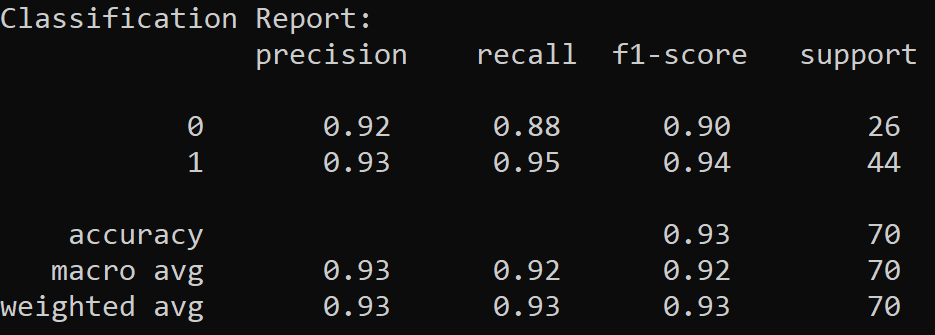 Classification Report:
precision recall f1-score support
0 0.92 0.88 0.90 26
1 0.93 0.95 0.94 44
accuracy 0.93 70
macro avg 0.93 0.92 0.92 70
weighted avg 0.93 0.93 0.93 70